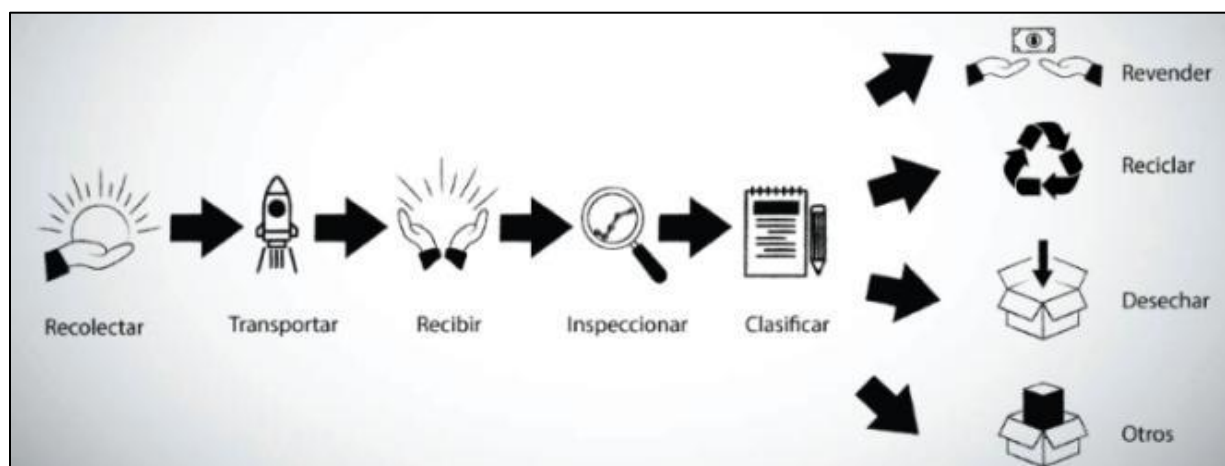 Revender
Reciclar
Recolectar
Transportar
Recibir
Inspeccionar
Clasificar
Desechar
Otros